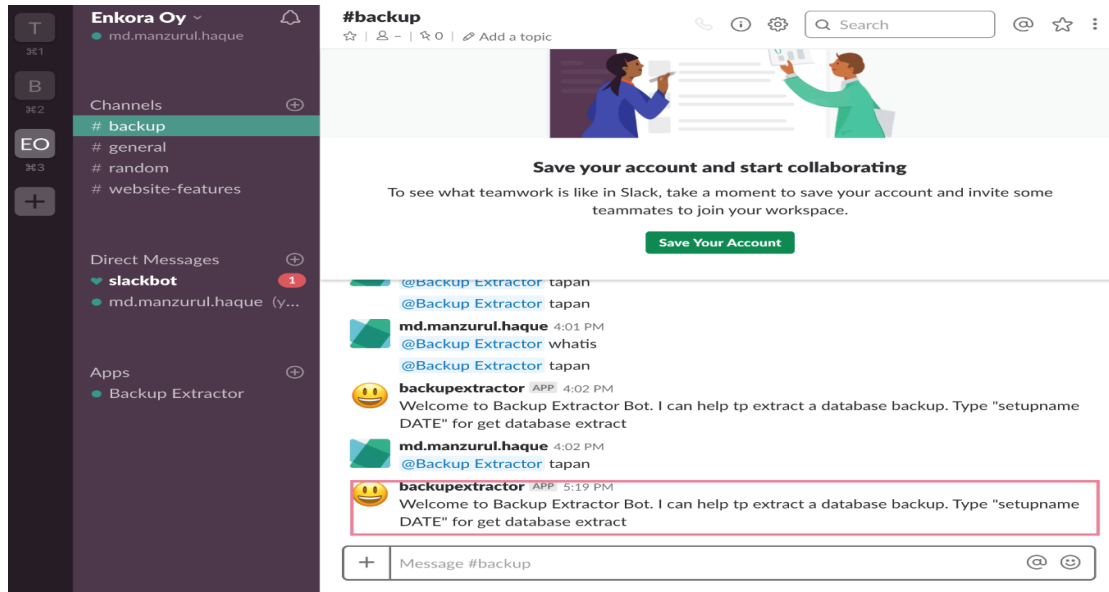 T
⌘1
B
⌘2
EO
⌘3
+
Enkora Oy
md.manzurul.haque
Channels
# backup
# general
# random
# website-features
Direct Messages
slackbot 1
md.manzurul.haque (y...
Apps
Backup Extractor
#backup
| – | 0 | Add a topic
Search
@
Save your account and start collaborating
To see what teamwork is like in Slack, take a moment to save your account and invite some
teammates to join your workspace.
Save Your Account
@Backup Extractor tapan
@Backup Extractor tapan
md.manzurul.haque 4:01 PM
@Backup Extractor whatis
@Backup Extractor tapan
backupextractor APP 4:02 PM
Welcome to Backup Extractor Bot. I can help tp extract a database backup. Type "setupname
DATE" for get database extract
md.manzurul.haque 4:02 PM
@Backup Extractor tapan
backupextractor APP 5:19 PM
Welcome to Backup Extractor Bot. I can help tp extract a database backup. Type "setupname
DATE" for get database extract
+ Message #backup @